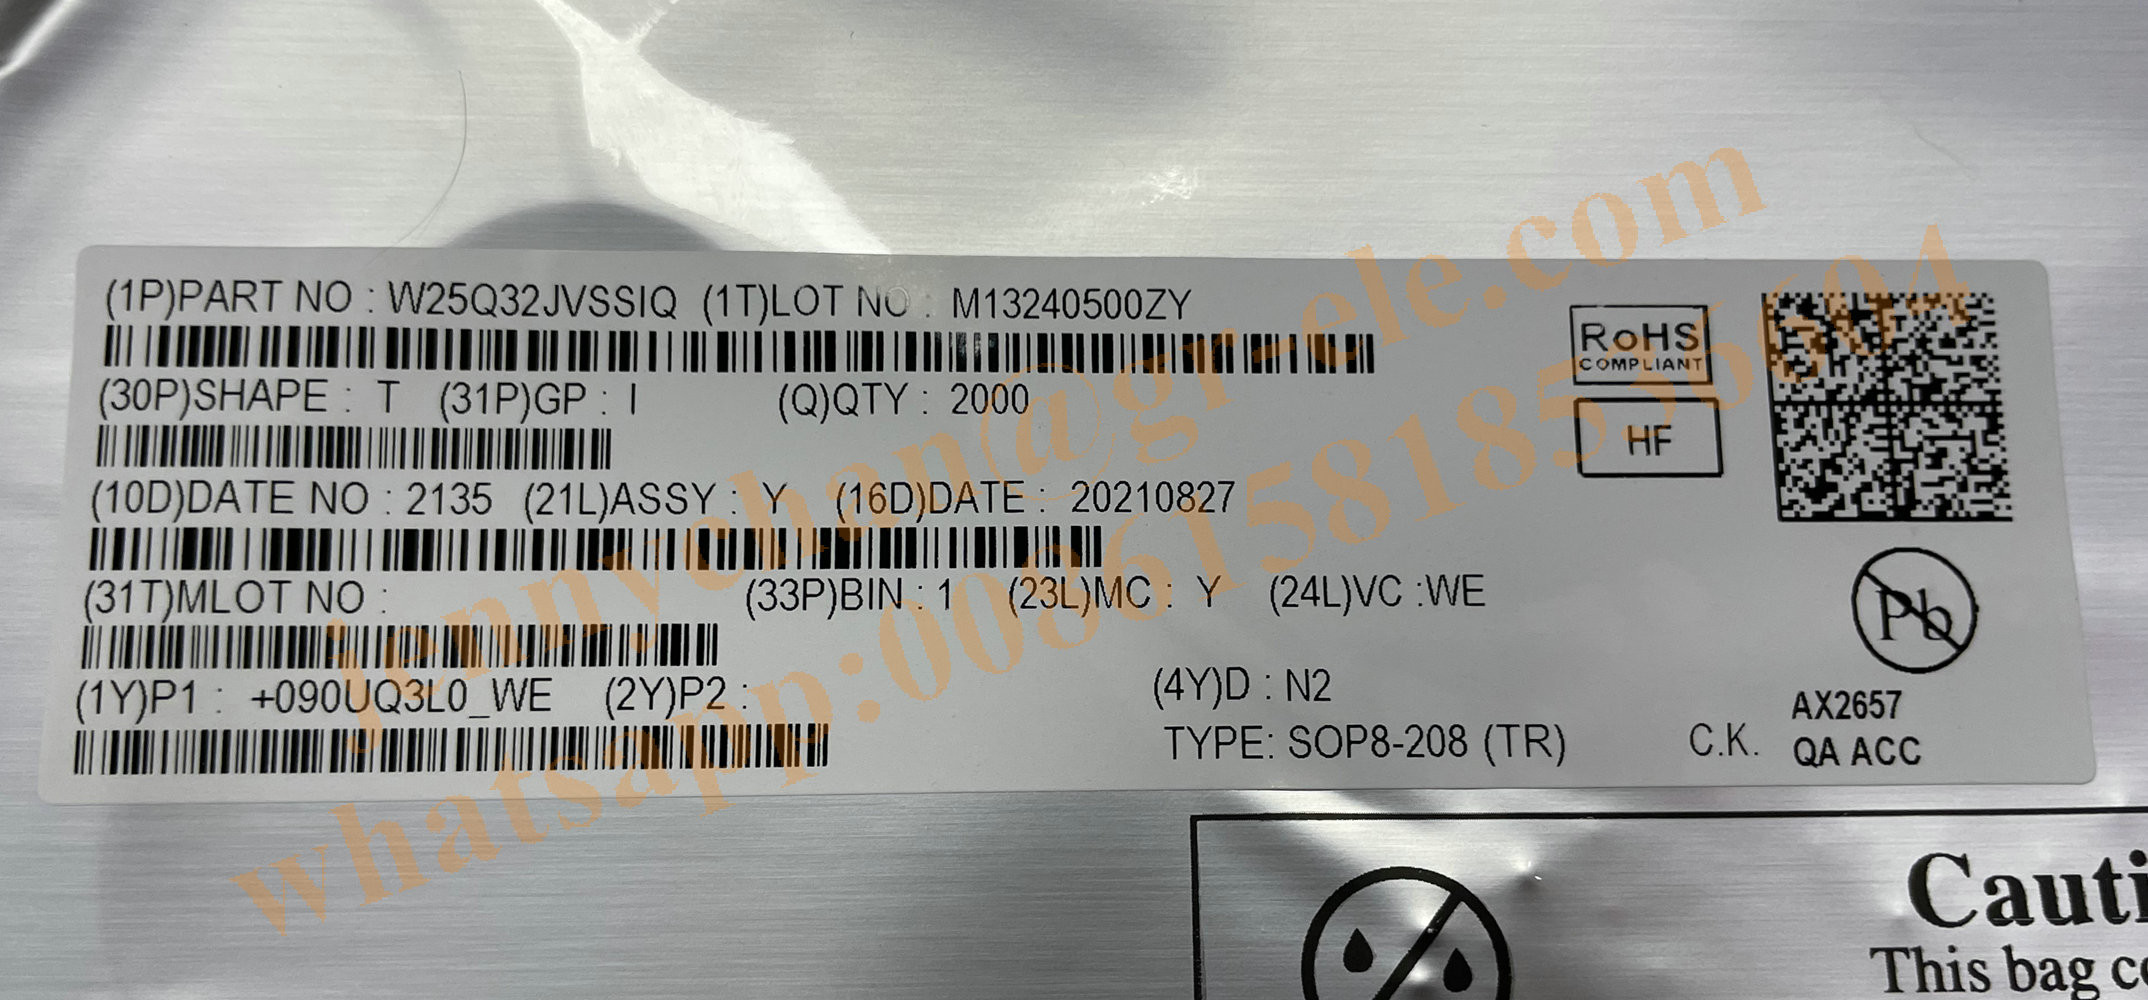 (1P)PART NO : W25Q32JVSSIQ (1T)LOT NO : M13240500ZY
(30P)SHAPE : T (31P)GP : I (Q)QTY : 2000
(10D)DATE NO : 2135 (21L)ASSY : Y (16D)DATE : 20210827
(31T)MLOT NO : (33P)BIN : 1 (23L)MC : Y (24L)VC :WE
(1Y)P1 : +090UQ3L0_WE (2Y)P2 : (4Y)D : N2
TYPE: SOP8-208 (TR) C.K.
RoHS
COMPLIANT
HF
Pb
AX2657
QA ACC
jennychan@gr-ele.com
whatsapp:008615818536604
Cauti
This bag co